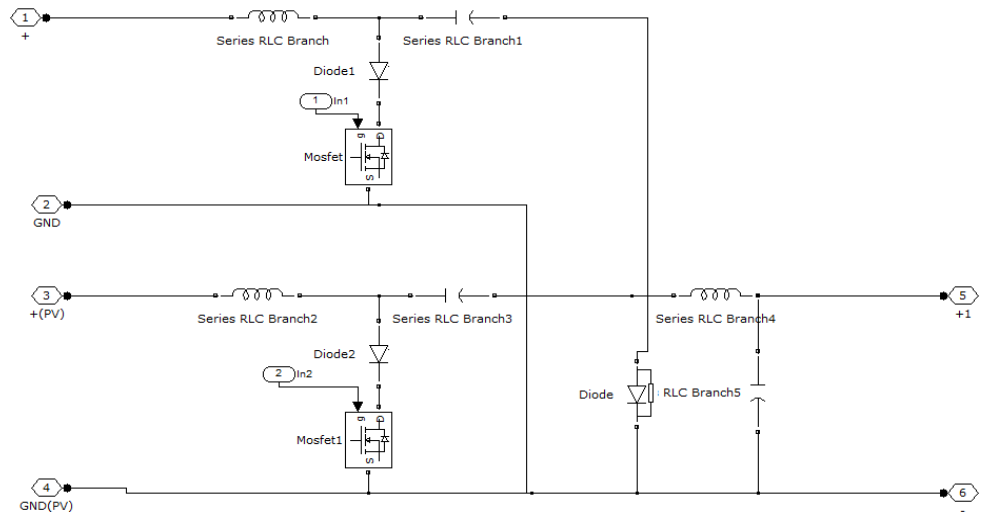 1
+
Series RLC Branch
Series RLC Branch1
Diode1
1
In1
g
D
Mosfet
S
2
GND
3
+(PV)
Series RLC Branch2
Series RLC Branch3
Series RLC Branch4
5
+1
Diode2
2
In2
g
D
Mosfet1
S
Diode
RLC Branch5
4
GND(PV)
6
-